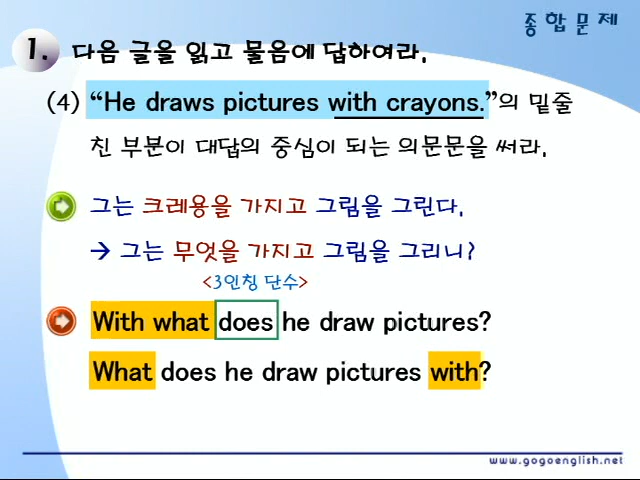 종합문제
1. 다음 글을 읽고 물음에 답하여라.
(4) “He draws pictures with crayons.”의 밑줄
친 부분이 대답의 중심이 되는 의문문을 써라.
그는 크레용을 가지고 그림을 그린다.
→ 그는 무엇을 가지고 그림을 그리니?
<3인칭 단수>
With what does he draw pictures?
What does he draw pictures with?
www.gogoenglish.net